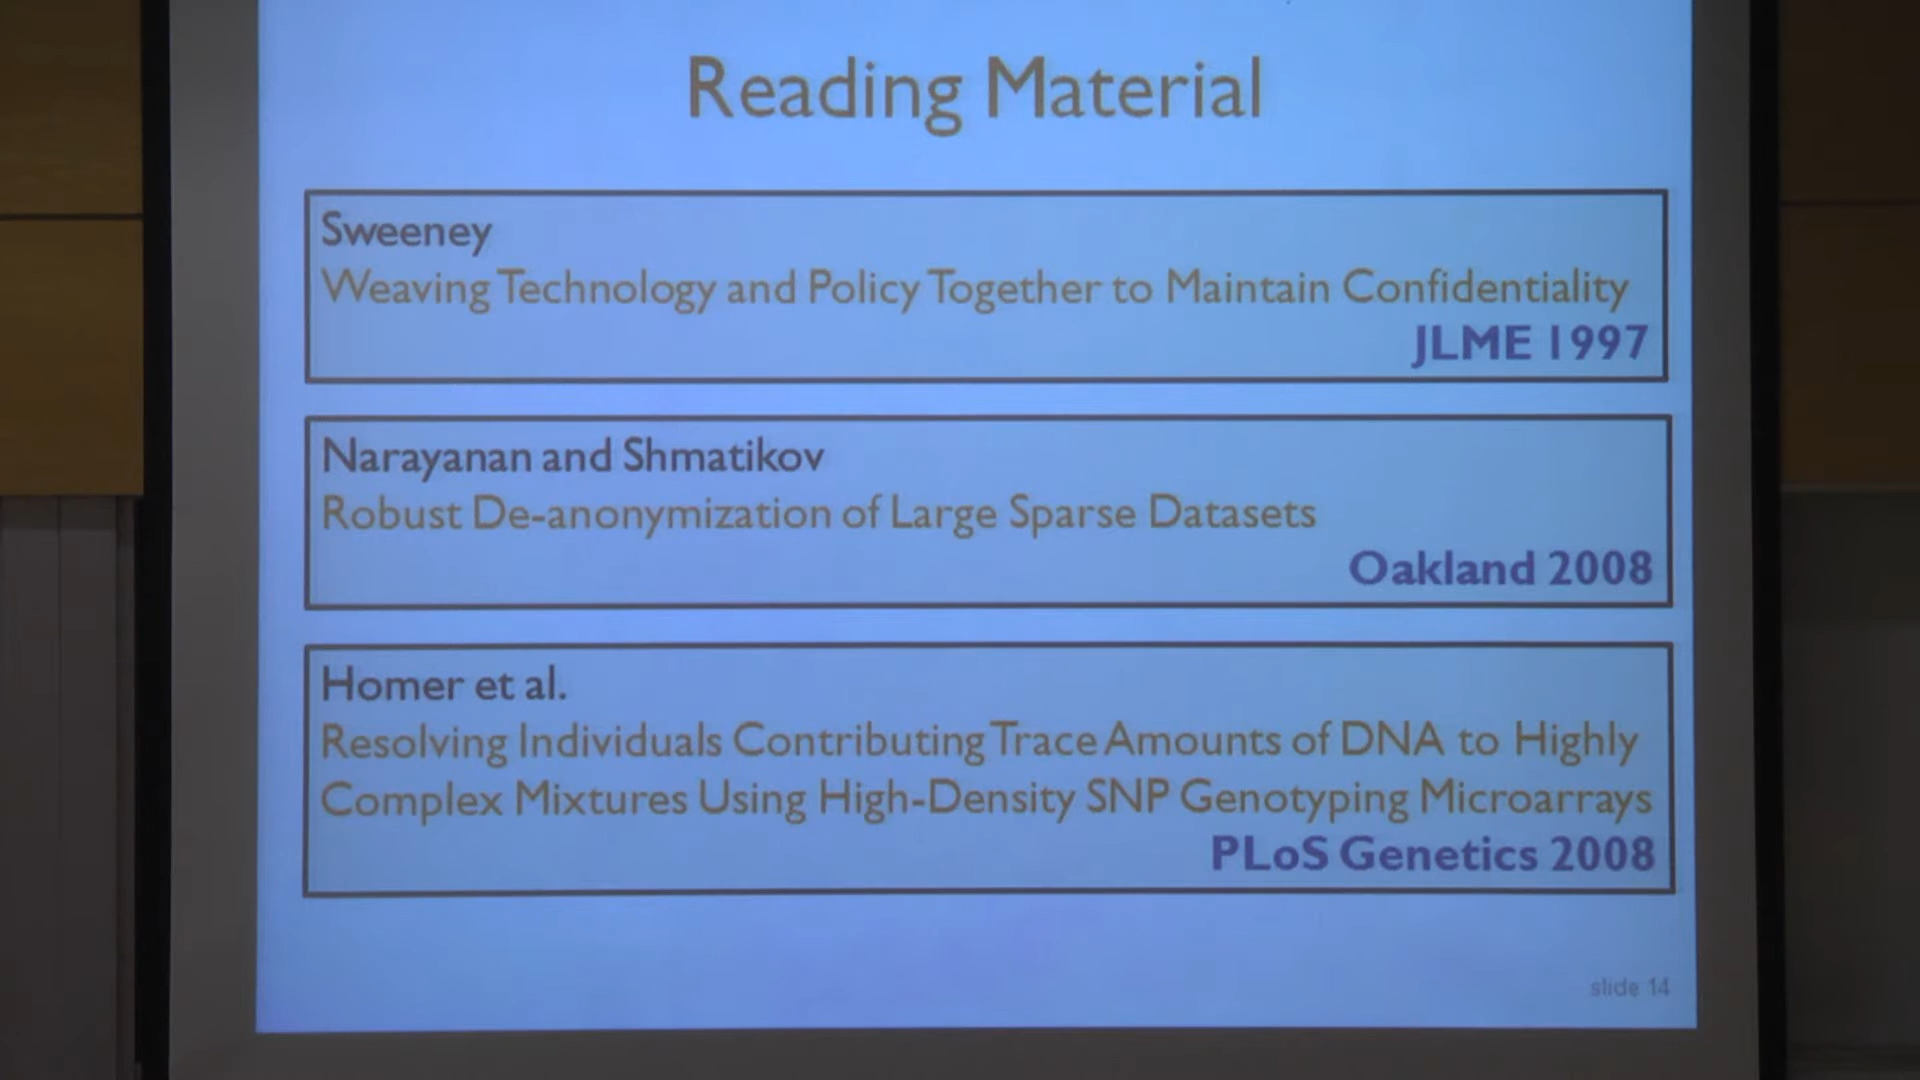 Reading Material
Sweeney
Weaving Technology and Policy Together to Maintain Confidentiality
JLME 1997
Narayanan and Shmatikov
Robust De-anonymization of Large Sparse Datasets
Oakland 2008
Homer et al.
Resolving Individuals Contributing Trace Amounts of DNA to Highly
Complex Mixtures Using High-Density SNP Genotyping Microarrays
PLoS Genetics 2008
slide 14